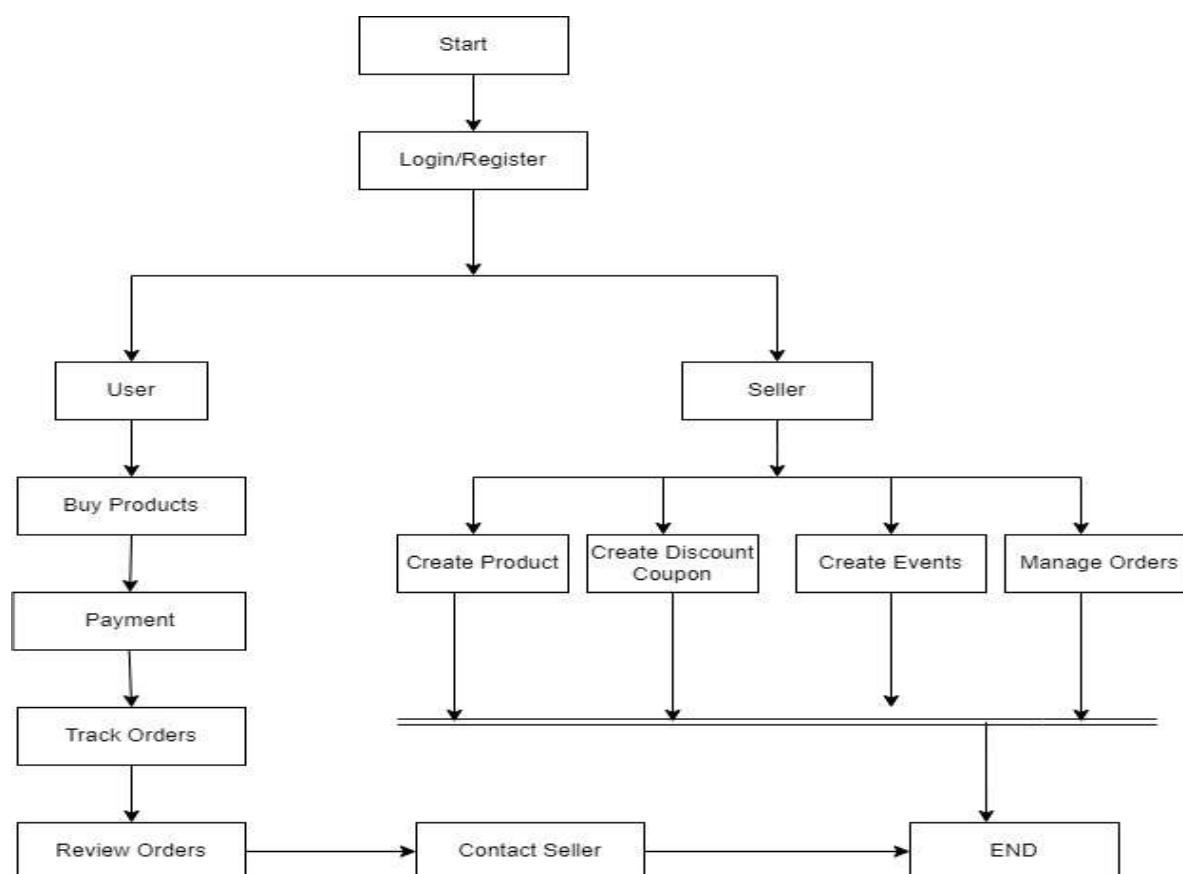 Start
Login/Register
User
Seller
Buy Products
Create Product
Create Discount
Coupon
Create Events
Manage Orders
Payment
Track Orders
Review Orders
Contact Seller
END